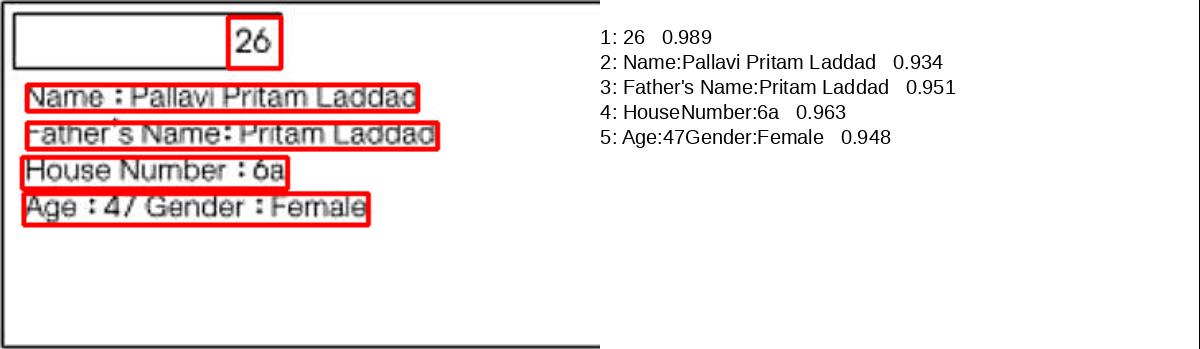 26
Name : Pallavi Pritam Laddad
Father's Name: Pritam Laddad
House Number : 6a
Age : 47 Gender : Female
1: 26 0.989
2: Name:Pallavi Pritam Laddad 0.934
3: Father's Name:Pritam Laddad 0.951
4: HouseNumber:6a 0.963
5: Age:47Gender:Female 0.948